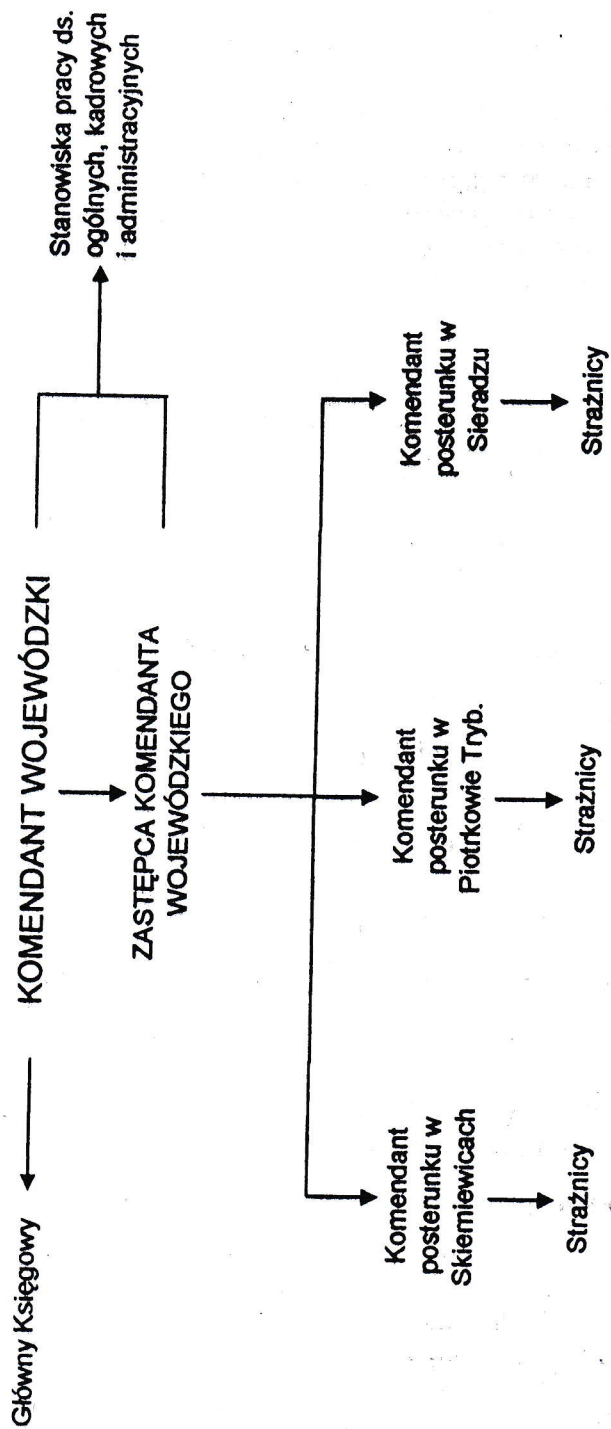 Główny Księgowy
KOMENDANT WOJEWÓDZKI
Stanowiska pracy ds.
ogólnych, kadrowych
i administracyjnych
ZASTĘPCA KOMENDANTA
WOJEWÓDZKIEGO
Komendant
posterunku w
Skierniewicach
Komendant
posterunku w
Piotrkowie Tryb.
Komendant
posterunku w
Sieradzu
Strażnicy
Strażnicy
Strażnicy